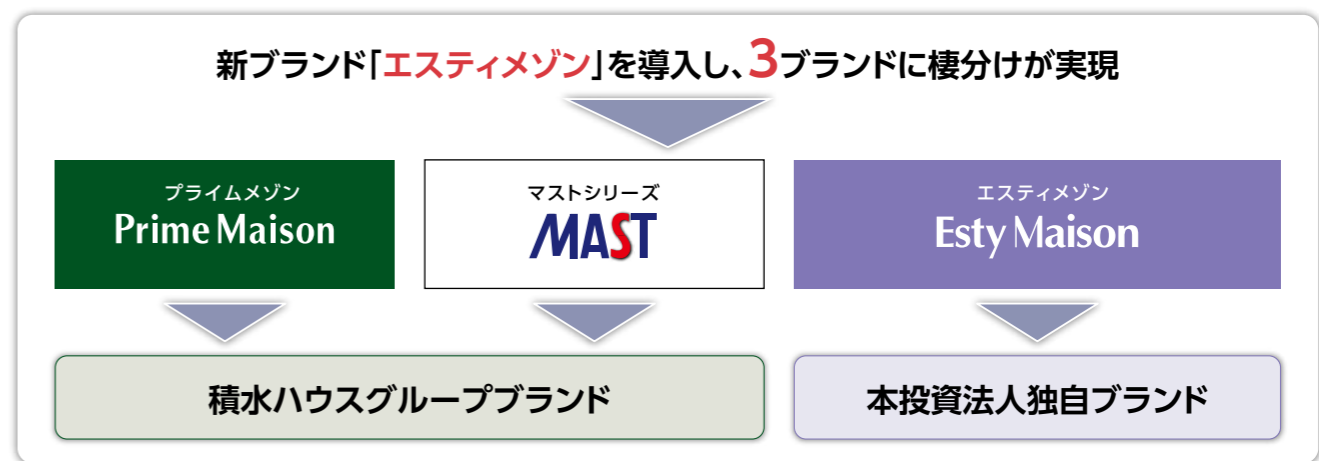 新ブランド「エスティメゾン」を導入し、3ブランドに棲分けが実現
プライムメゾン
Prime Maison
マストシリーズ
MAST
エスティメゾン
Esty Maison
積水ハウスグループブランド
本投資法人独自ブランド